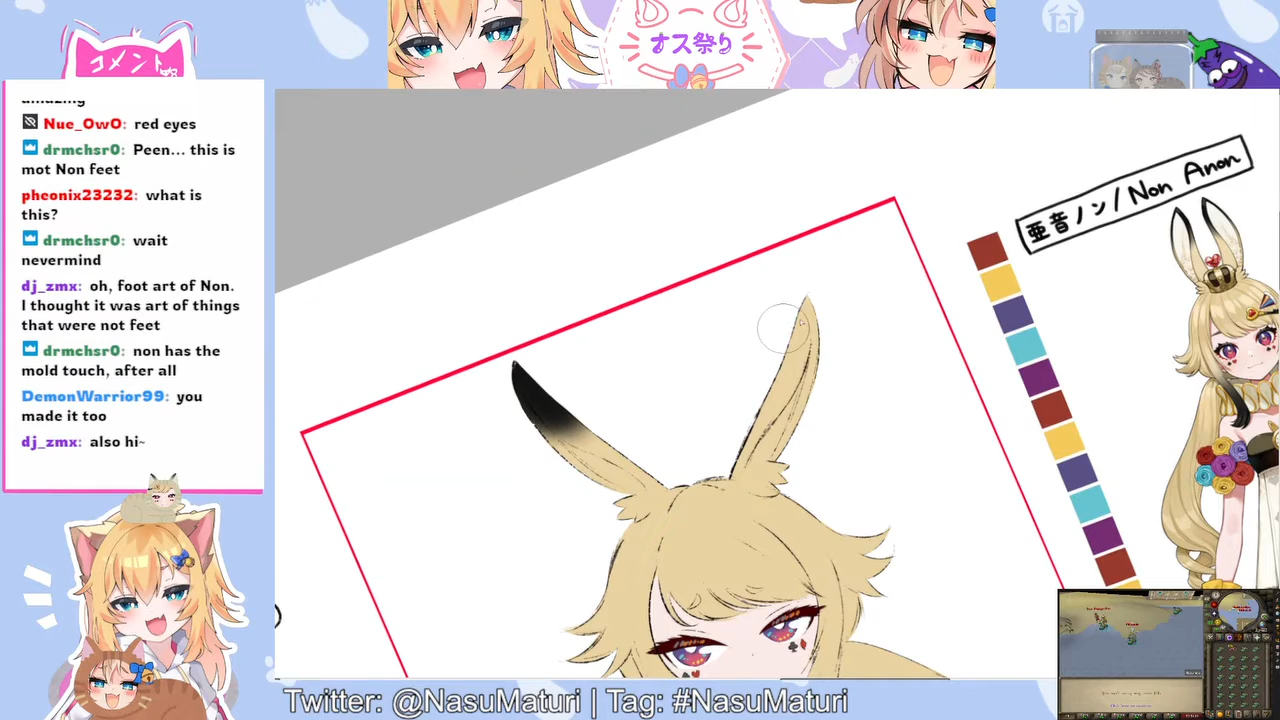 コメント
amazing
Nue_OwO: red eyes
drmchsr0: Peen... this is
mot Non feet
pheonix23232: what is
this?
drmchsr0: wait
nevermind
dj_zmx: oh, foot art of Non.
I thought it was art of things
that were not feet
drmchsr0: non has the
mold touch, after all
DemonWarrior99: you
made it too
dj_zmx: also hi~
ナス祭り
亜音ノン/Non Anon
Twitter: @NasuMaturi | Tag: #NasuMaturi